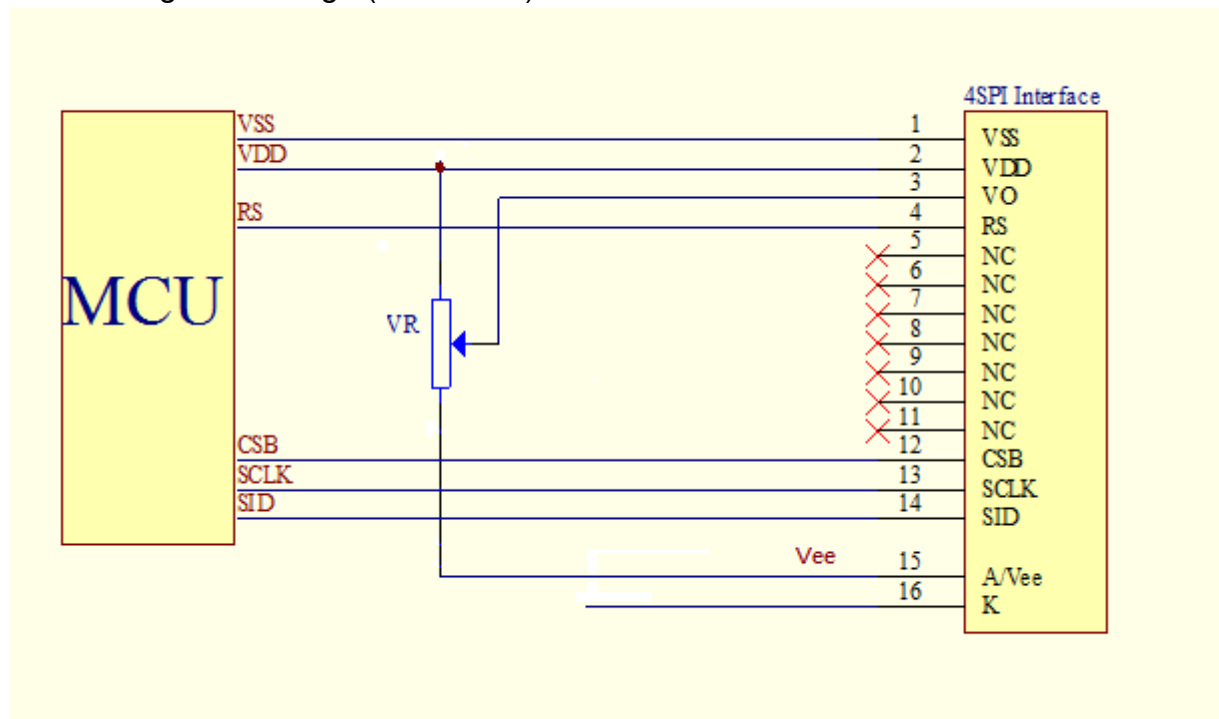 4SPI Interface
VSS 1 VSS
VDD 2 VDD
3 VO
RS 4 RS
5 NC
6 NC
7 NC
MCU
VR
8 NC
9 NC
10 NC
11 NC
CSB 12 CSB
SCLK 13 SCLK
SID 14 SID
Vee 15 A/Vee
16 K